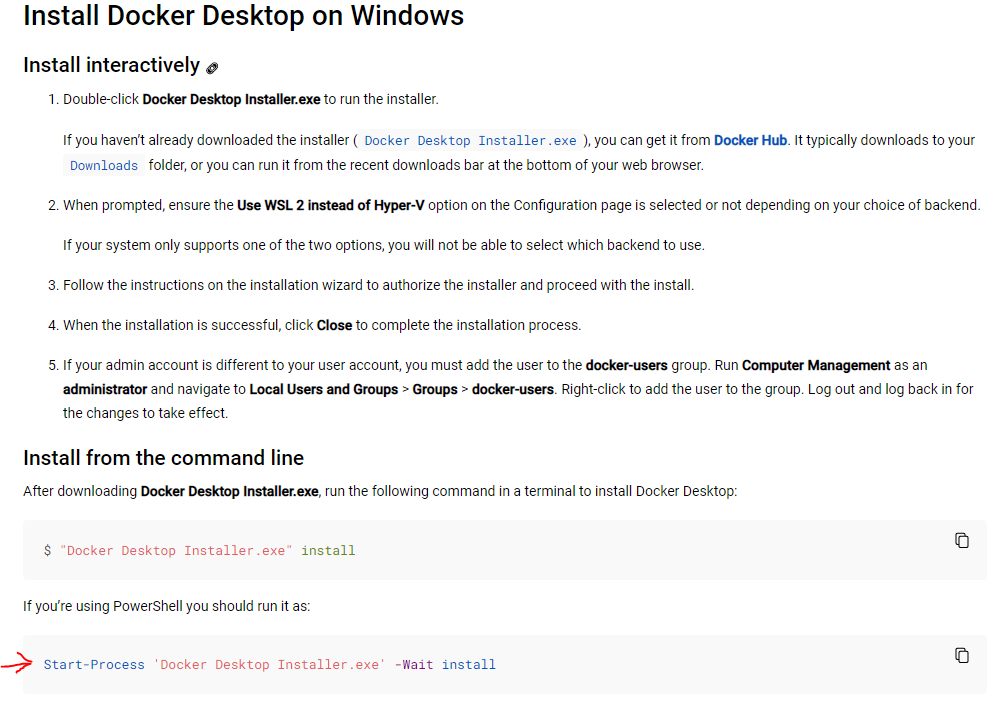 Install Docker Desktop on Windows
Install interactively
1. Double-click Docker Desktop Installer.exe to run the installer.
If you haven’t already downloaded the installer ( Docker Desktop Installer.exe ), you can get it from Docker Hub. It typically downloads to your
Downloads folder, or you can run it from the recent downloads bar at the bottom of your web browser.
2. When prompted, ensure the Use WSL 2 instead of Hyper-V option on the Configuration page is selected or not depending on your choice of backend.
If your system only supports one of the two options, you will not be able to select which backend to use.
3. Follow the instructions on the installation wizard to authorize the installer and proceed with the install.
4. When the installation is successful, click Close to complete the installation process.
5. If your admin account is different to your user account, you must add the user to the docker-users group. Run Computer Management as an
administrator and navigate to Local Users and Groups > Groups > docker-users. Right-click to add the user to the group. Log out and log back in for
the changes to take effect.
Install from the command line
After downloading Docker Desktop Installer.exe, run the following command in a terminal to install Docker Desktop:
$ "Docker Desktop Installer.exe" install
If you’re using PowerShell you should run it as:
Start-Process 'Docker Desktop Installer.exe' -Wait install